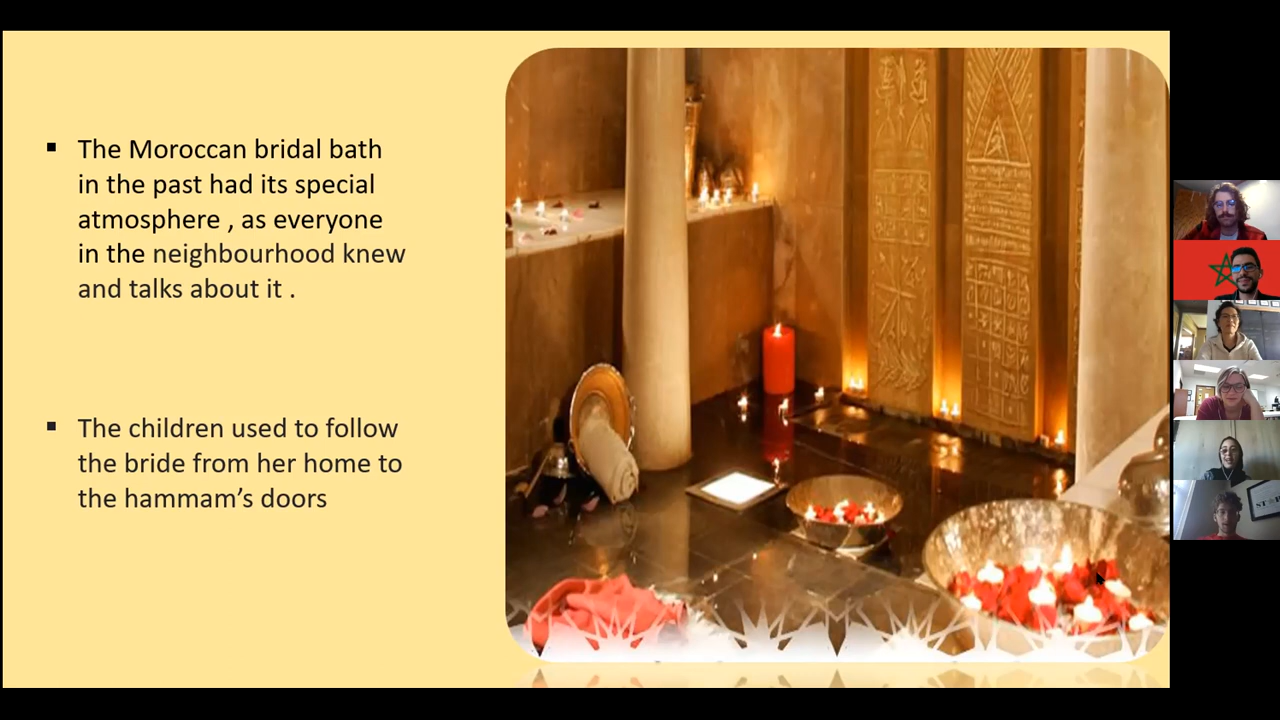 ▪ The Moroccan bridal bath
in the past had its special
atmosphere , as everyone
in the neighbourhood knew
and talks about it .
▪ The children used to follow
the bride from her home to
the hammam’s doors